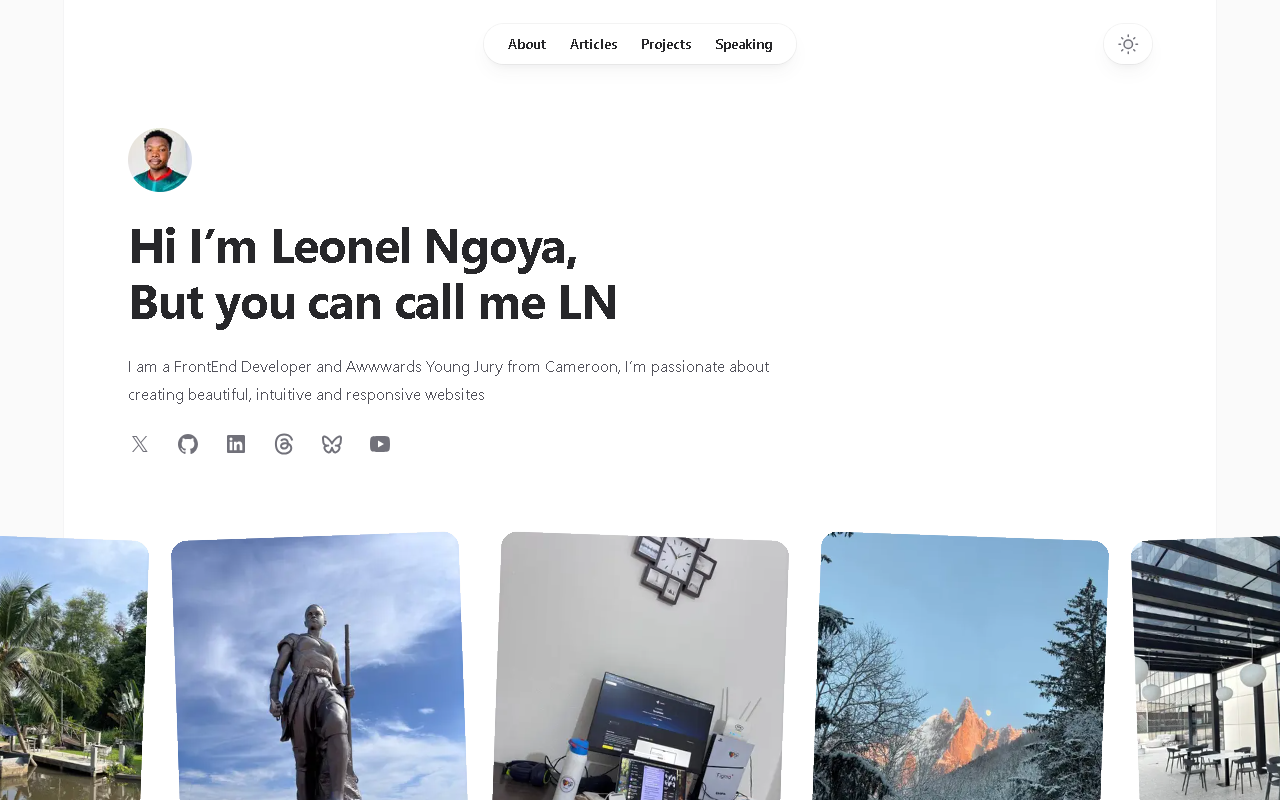 About
Articles
Projects
Speaking
Hi I’m Leonel Ngoya,
But you can call me LN
I am a FrontEnd Developer and Awwwards Young Jury from Cameroon, I’m passionate about
creating beautiful, intuitive and responsive websites
Figma